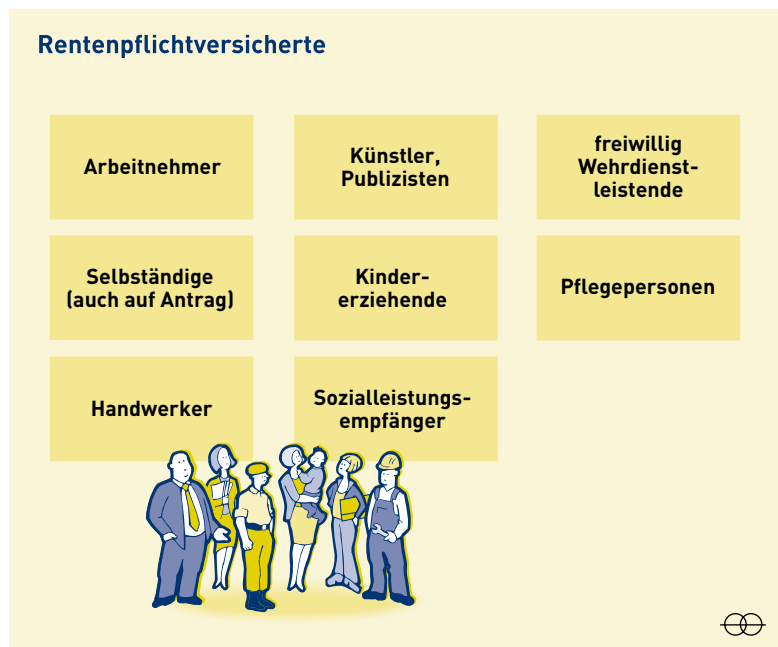 Rentenpflichtversicherte
Arbeitnehmer
Künstler,
Publizisten
freiwillig
Wehrdienst-
leistende
Selbständige
(auch auf Antrag)
Kinder-
erziehende
Pflegepersonen
Handwerker
Sozialleistungs-
empfänger